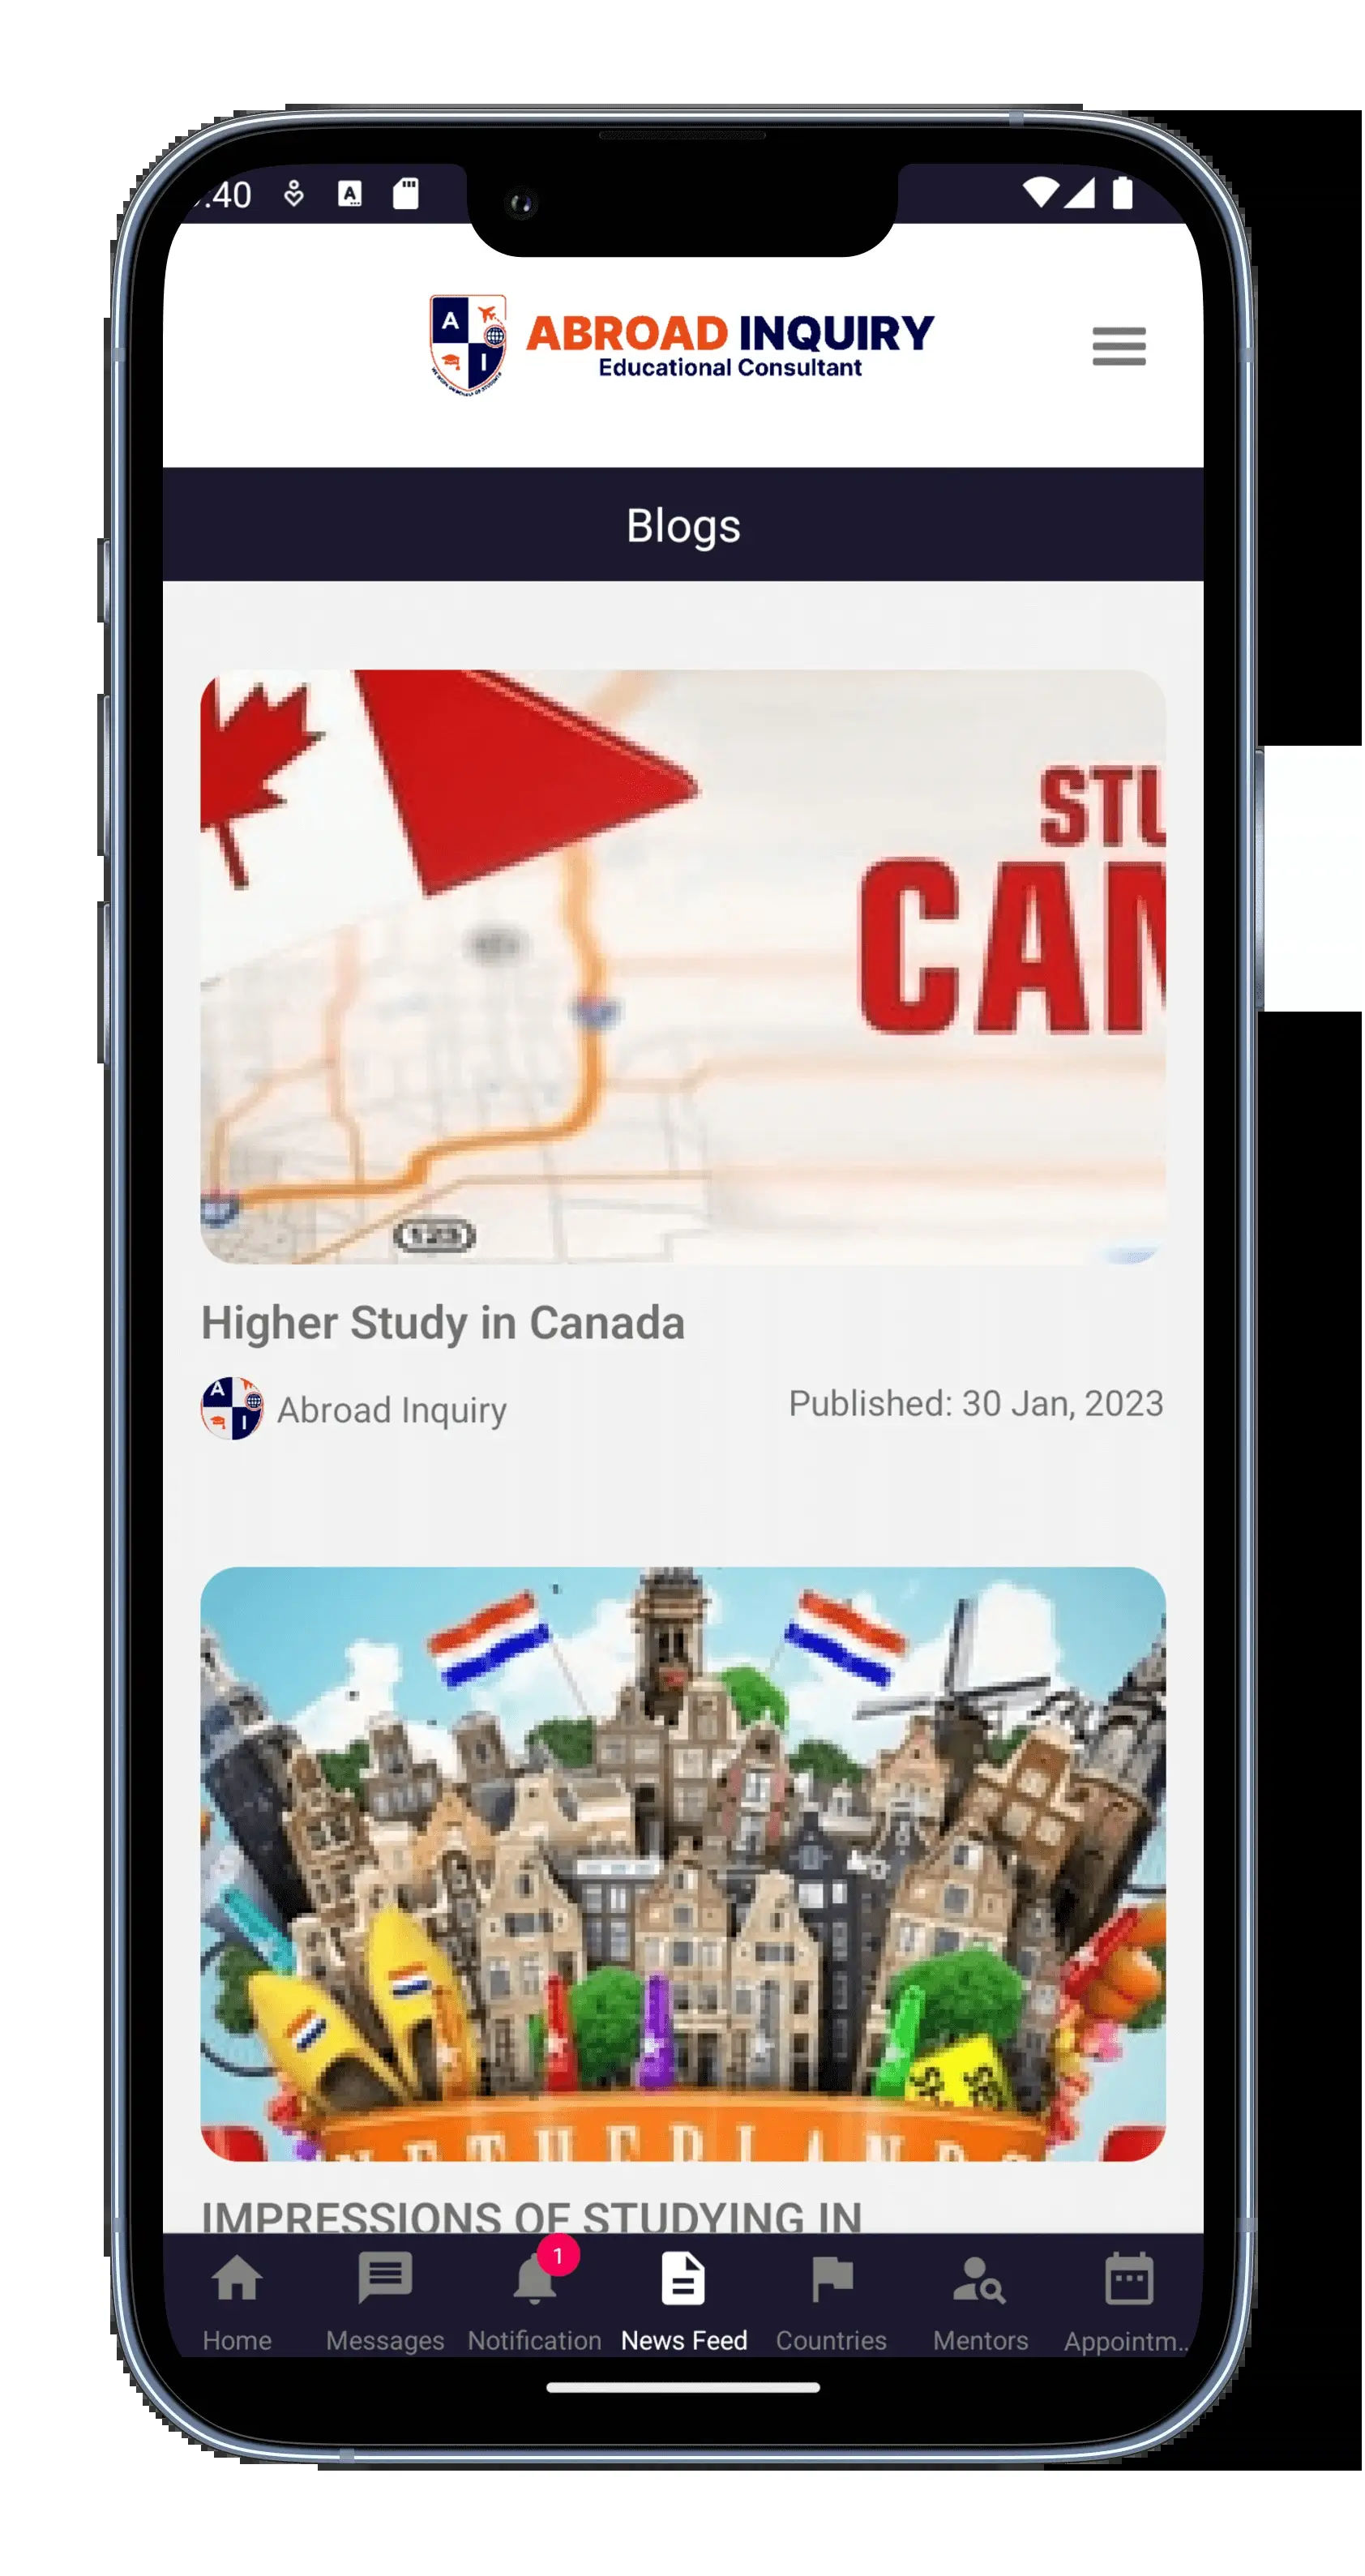 :40
A
A
I
ABROAD INQUIRY
Educational Consultant
Blogs
STU
CAN
Higher Study in Canada
A
I
Abroad Inquiry
Published: 30 Jan, 2023
NETHERLANDS
IMPRESSIONS OF STUDYING IN
1
Home
Messages
Notification
News Feed
Countries
Mentors
Appointm..